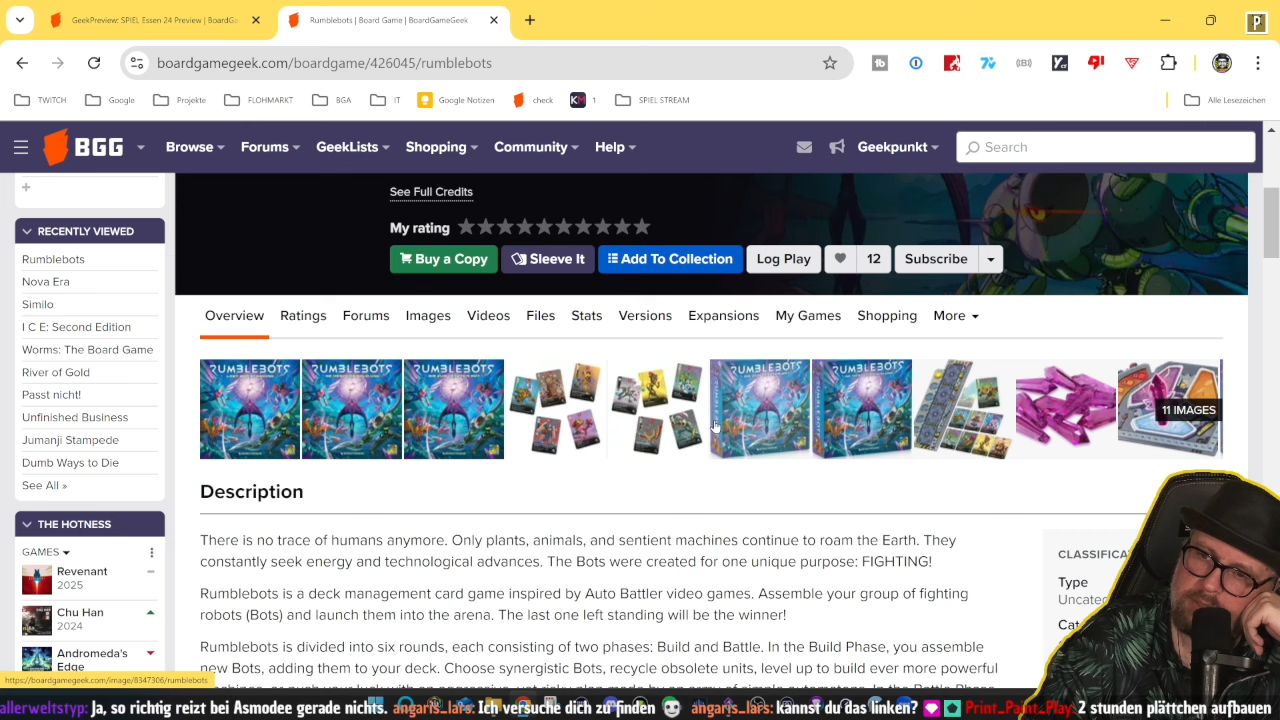 GeekPreview: SPIEL Essen 24 Preview | BoardGa
Rumblebots | Board Game | BoardGameGeek
boardgamegeek.com/boardgame/426045/rumblebots
TWITCH Google Projekte FLOHMARKT BGA IT Google Notizen check 1 SPIEL STREAM Alle Lesezeichen
BGG Browse Forums GeekLists Shopping Community Help Geekpunkt Search
See Full Credits
My rating
Buy a Copy Sleeve It Add To Collection Log Play 12 Subscribe
RECENTLY VIEWED
Rumblebots
Nova Era
Similo
I C E: Second Edition
Worms: The Board Game
River of Gold
Passt nicht!
Unfinished Business
Jumanji Stampede
Dumb Ways to Die
See All »
THE HOTNESS
GAMES
Revenant
2025
Chu Han
2024
Andromeda's
Edge
Overview Ratings Forums Images Videos Files Stats Versions Expansions My Games Shopping More
RUMBLEBOTS RUMBLEBOTS RUMBLEBOTS RUMBLEBOTS RUMBLEBOTS
11 IMAGES
Description
There is no trace of humans anymore. Only plants, animals, and sentient machines continue to roam the Earth. They
constantly seek energy and technological advances. The Bots were created for one unique purpose: FIGHTING!
Rumblebots is a deck management card game inspired by Auto Battler video games. Assemble your group of fighting
robots (Bots) and launch them into the arena. The last one left standing will be the winner!
Rumblebots is divided into six rounds, each consisting of two phases: Build and Battle. In the Build Phase, you assemble
new Bots, adding them to your deck. Choose synergistic Bots, recycle obsolete units, level up to build ever more powerful
CLASSIFICA
Type
Uncate
Cat
https://boardgamegeek.com/image/8347306/rumblebots
allerweltstyp: Ja, so richtig reizt bei Asmodee gerade nichts. angaris_lars: Ich versuche dich zu finden angaris_lars: kannst du das linken? Print_Paint_Play: 2 stunden plättchen aufbauen